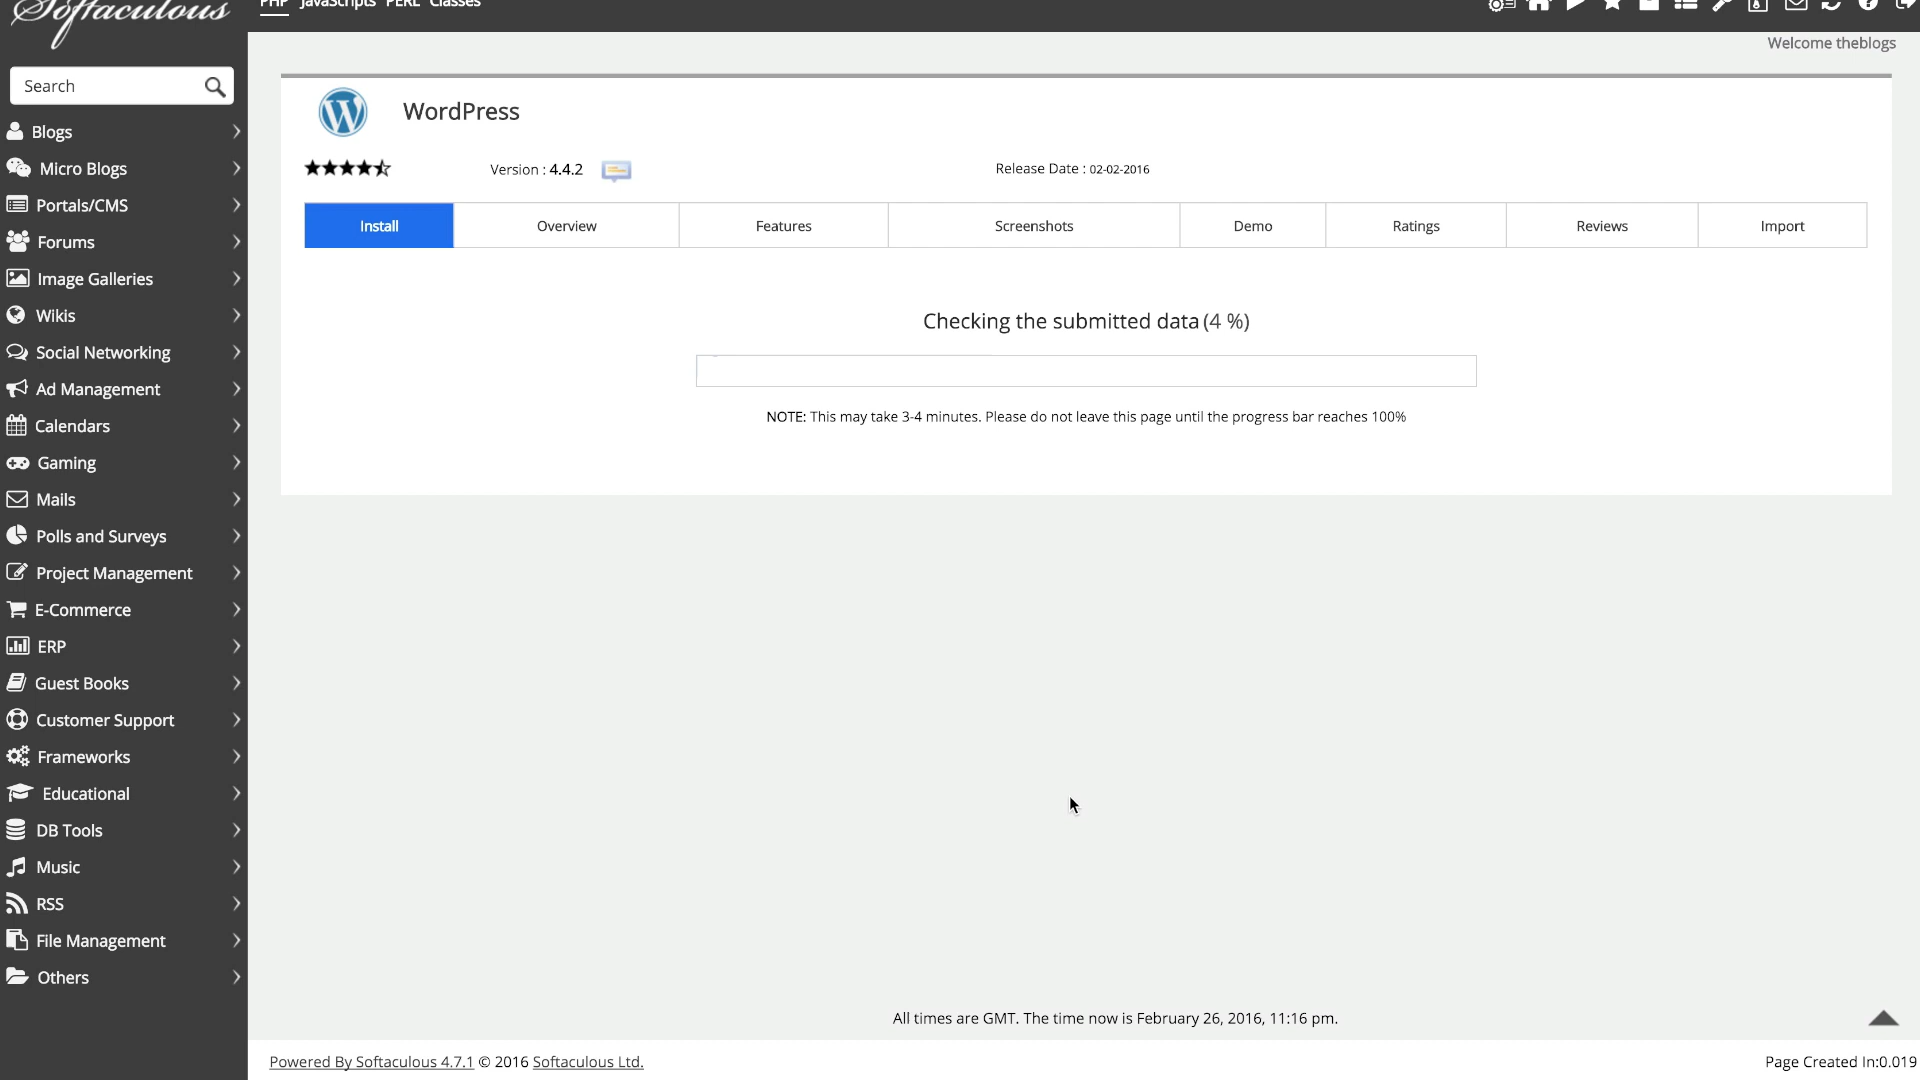 Softaculous
PHP JavaScripts PERL Classes
Welcome theblogs
Search
Blogs
Micro Blogs
Portals/CMS
Forums
Image Galleries
Wikis
Social Networking
Ad Management
Calendars
Gaming
Mails
Polls and Surveys
Project Management
E-Commerce
ERP
Guest Books
Customer Support
Frameworks
Educational
DB Tools
Music
RSS
File Management
Others
WordPress
Version : 4.4.2
Release Date : 02-02-2016
Install Overview Features Screenshots Demo Ratings Reviews Import
Checking the submitted data (4 %)
NOTE: This may take 3-4 minutes. Please do not leave this page until the progress bar reaches 100%
All times are GMT. The time now is February 26, 2016, 11:16 pm.
Powered By Softaculous 4.7.1 © 2016 Softaculous Ltd.
Page Created In:0.019